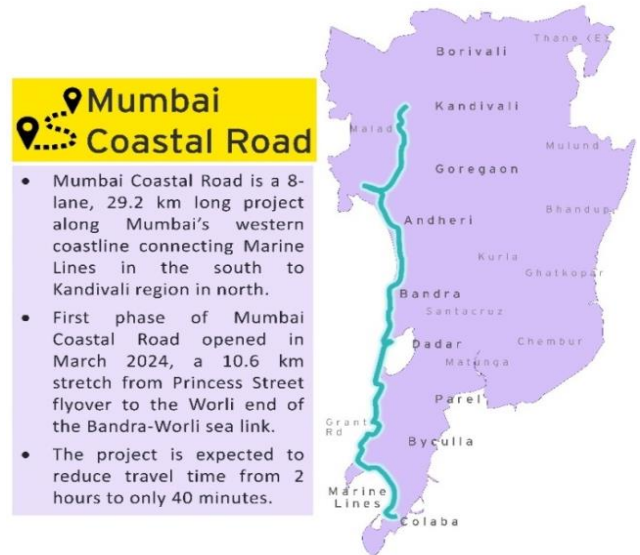 Mumbai
Coastal Road
• Mumbai Coastal Road is a 8-
lane, 29.2 km long project
along Mumbai's western
coastline connecting Marine
Lines in the south to
Kandivali region in north.
• First phase of Mumbai
Coastal Road opened in
March 2024, a 10.6 km
stretch from Princess Street
flyover to the Worli end of
the Bandra-Worli sea link.
• The project is expected to
reduce travel time from 2
hours to only 40 minutes.
Thane (E)
Borivali
Kandivali
Malad
Mulund
Goregaon
Bhandup
Andheri
Kurla
Ghatkopar
Bandra
Santacruz
Dadar
Chembur
Matunga
Parel
Grant
Rd
Byculla
Marine
Lines
Colaba